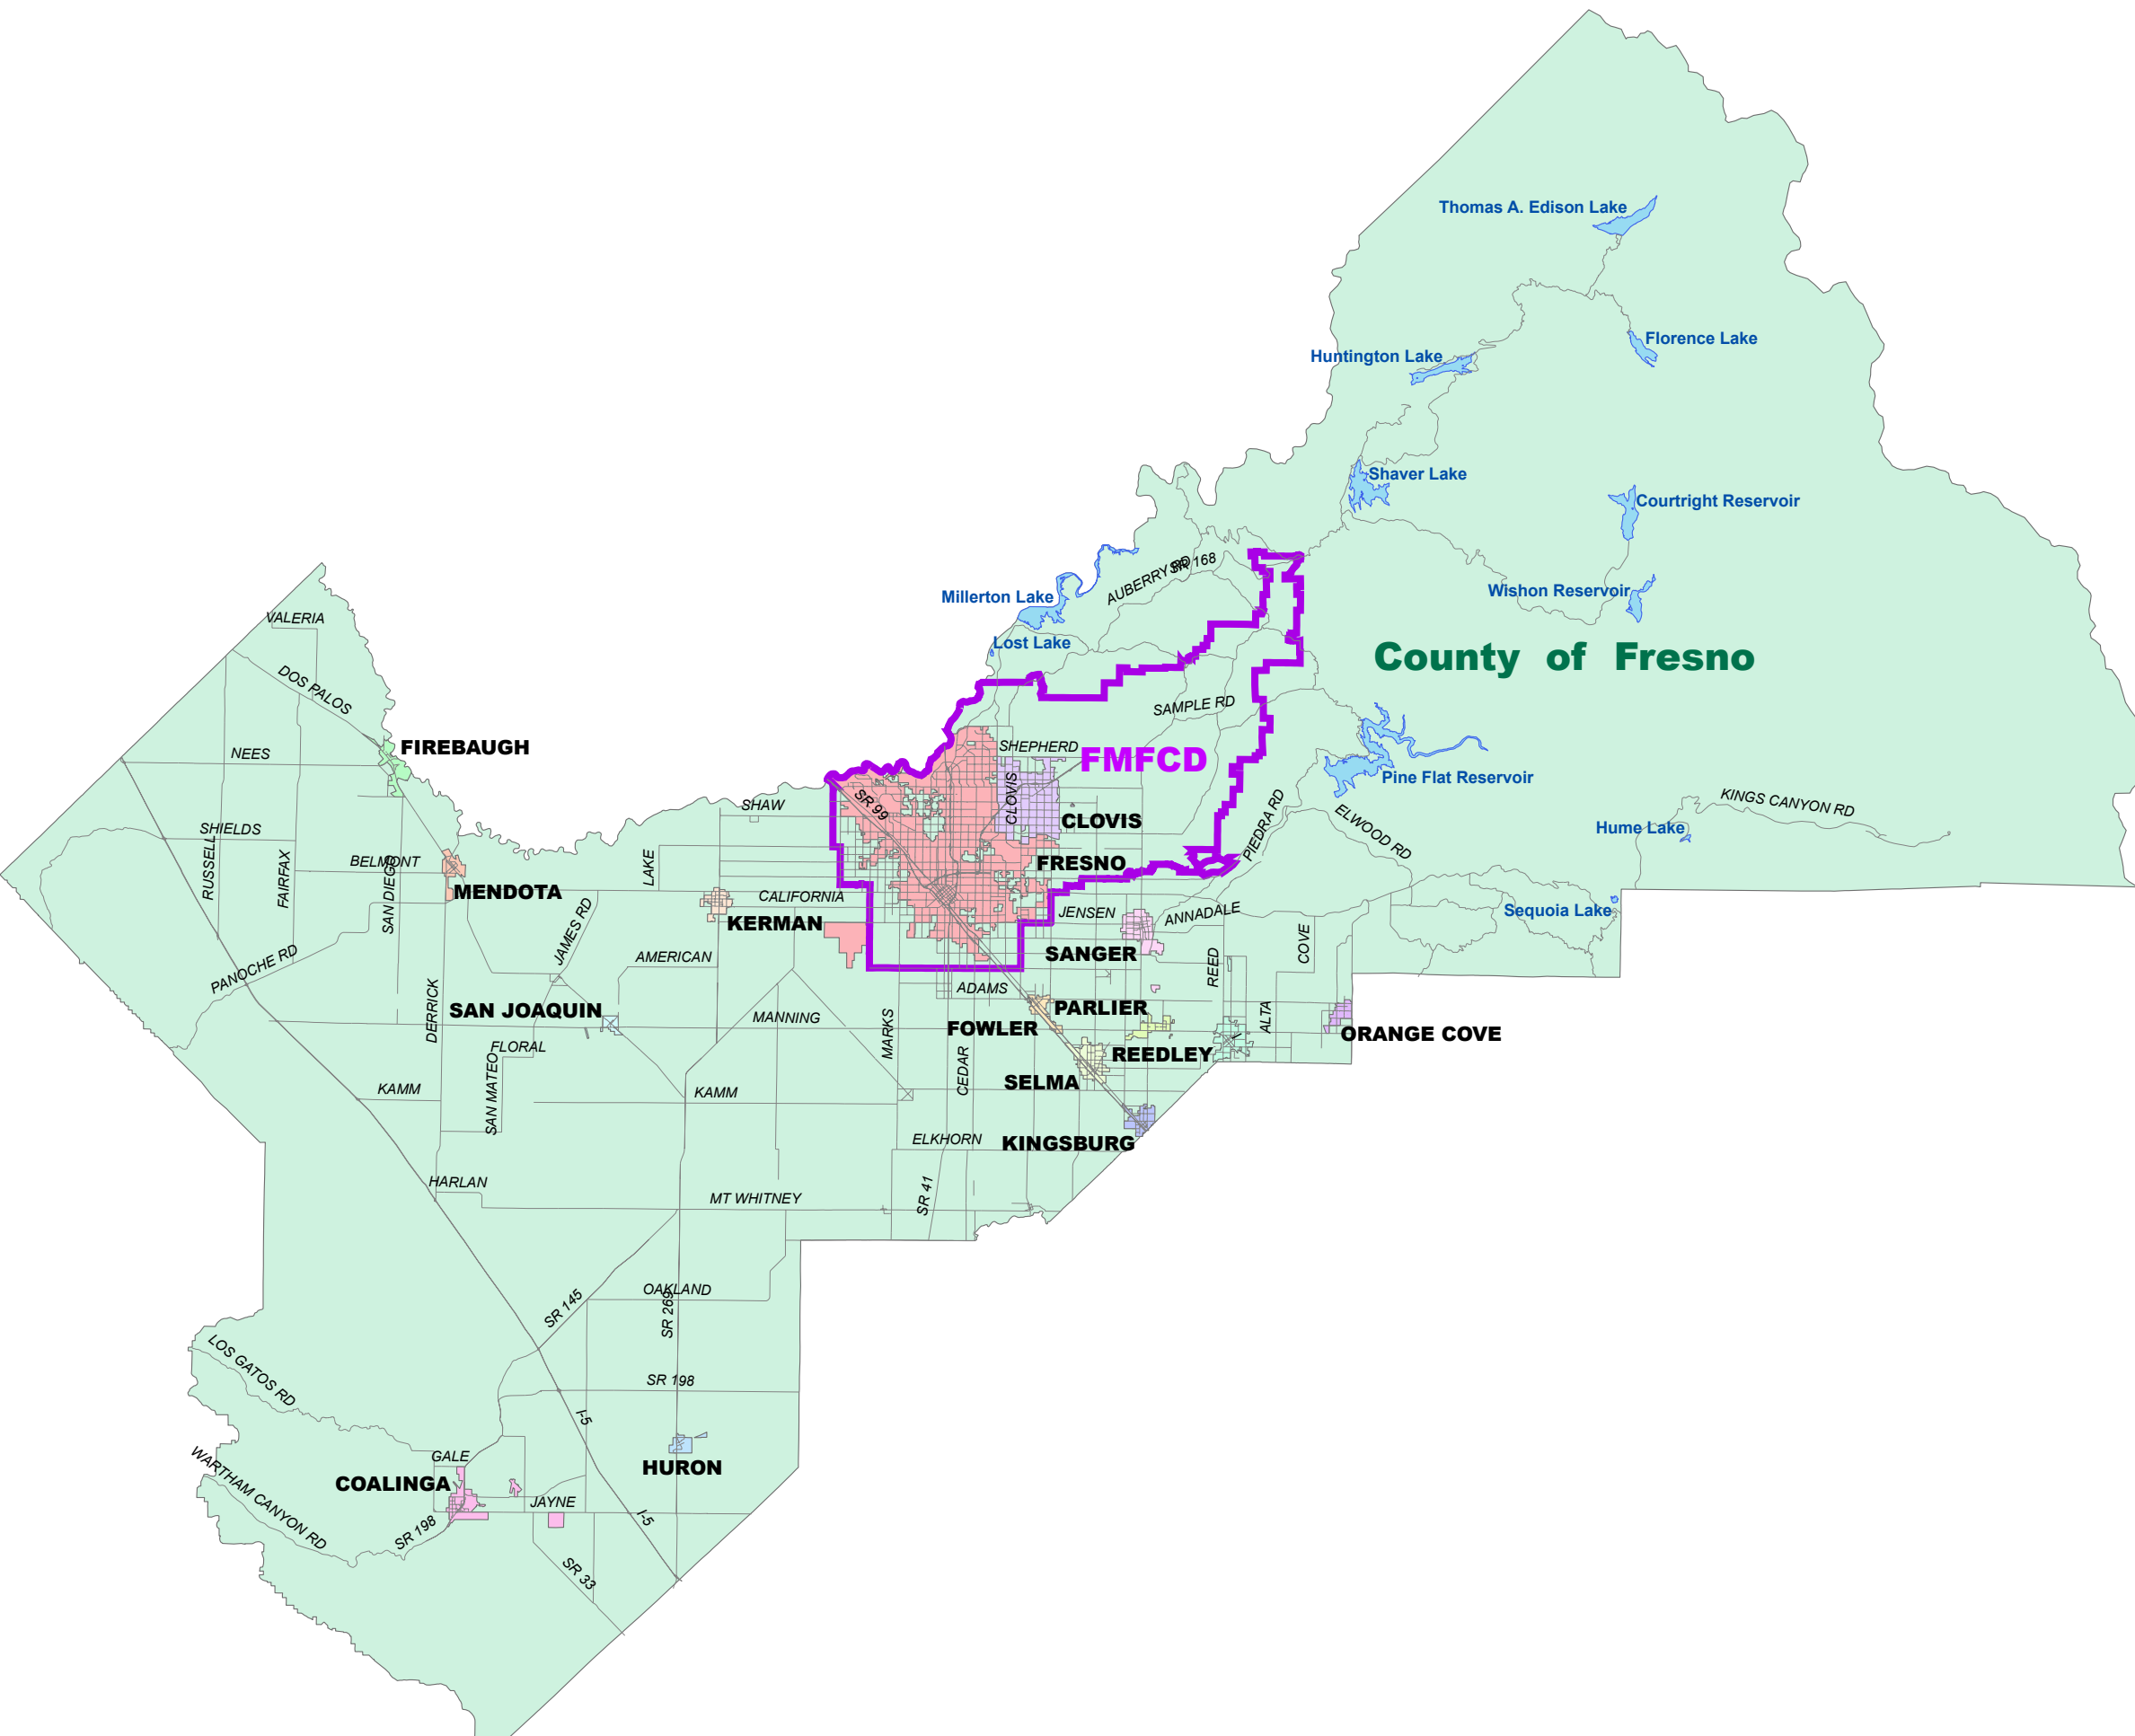 Thomas A. Edison Lake
Florence Lake
Huntington Lake
Shaver Lake
Courtright Reservoir
AUBERRY RD
SR 168
Millerton Lake
Wishon Reservoir
Lost Lake
County of Fresno
VALERIA
DOS PALOS
SAMPLE RD
FIREBAUGH
NEES
SHEPHERD
FMFCD
Pine Flat Reservoir
SHAW
SR 99
CLOVIS
CLOVIS
PIEDRA RD
ELWOOD RD
KINGS CANYON RD
Hume Lake
SHIELDS
RUSSELL
FAIRFAX
BELMONT
SAN DIEGO
LAKE
FRESNO
MENDOTA
CALIFORNIA
KERMAN
JENSEN
ANNADALE
Sequoia Lake
JAMES RD
PANOCHE RD
AMERICAN
SANGER
REED
COVE
ADAMS
DERRICK
SAN JOAQUIN
MANNING
MARKS
PARLIER
FOWLER
ALTA
ORANGE COVE
FLORAL
SAN MATEO
CEDAR
REEDLEY
SELMA
KAMM
KAMM
ELKHORN
KINGSBURG
HARLAN
MT WHITNEY
SR 41
OAKLAND
SR 145
SR 269
LOS GATOS RD
SR 198
I-5
GALE
HURON
COALINGA
WARTHAM CANYON RD
JAYNE
I-5
SR 198
SR 33